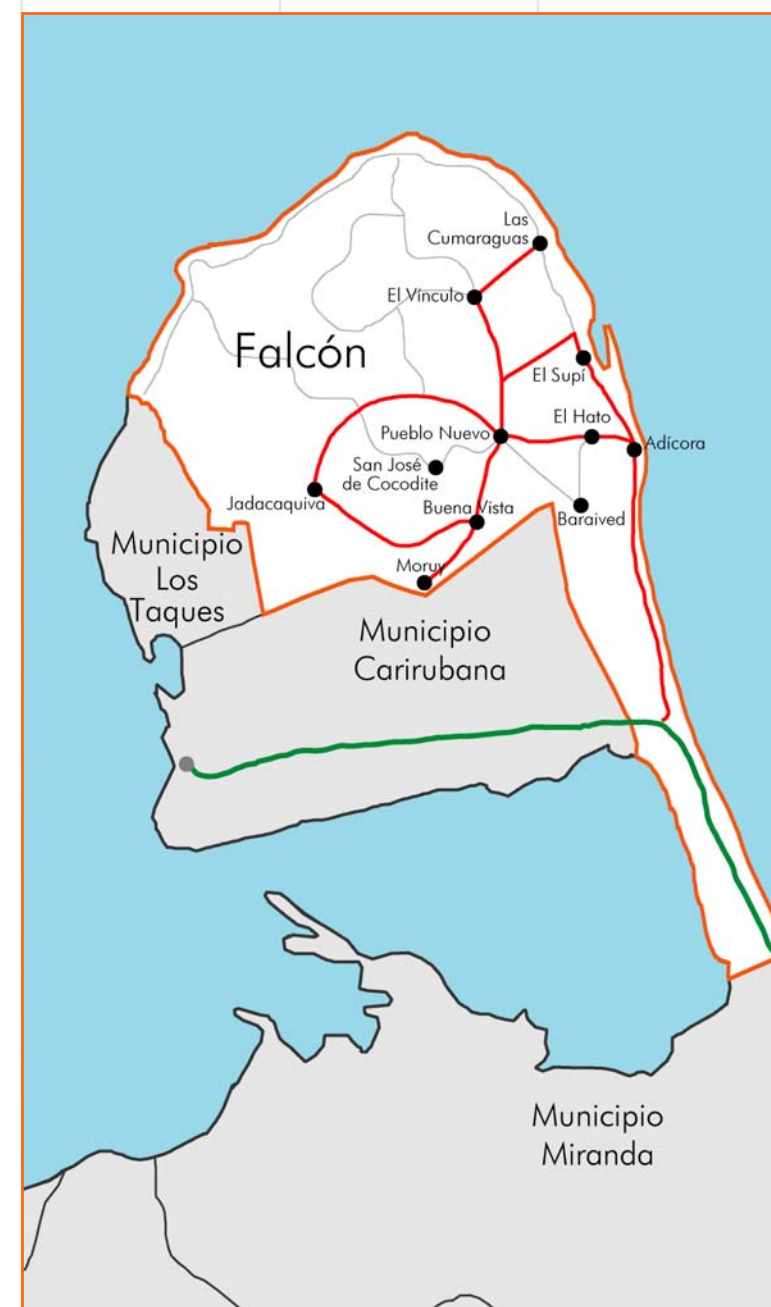 Las
Cumaraguas
El Vínculo
Falcón
El Supí
El Hato
Pueblo Nuevo
Adícora
San José
de Cocodite
Jadacaquiva
Buena Vista
Baraived
Municipio
Los
Taques
Moruy
Municipio
Carirubana
Municipio
Miranda